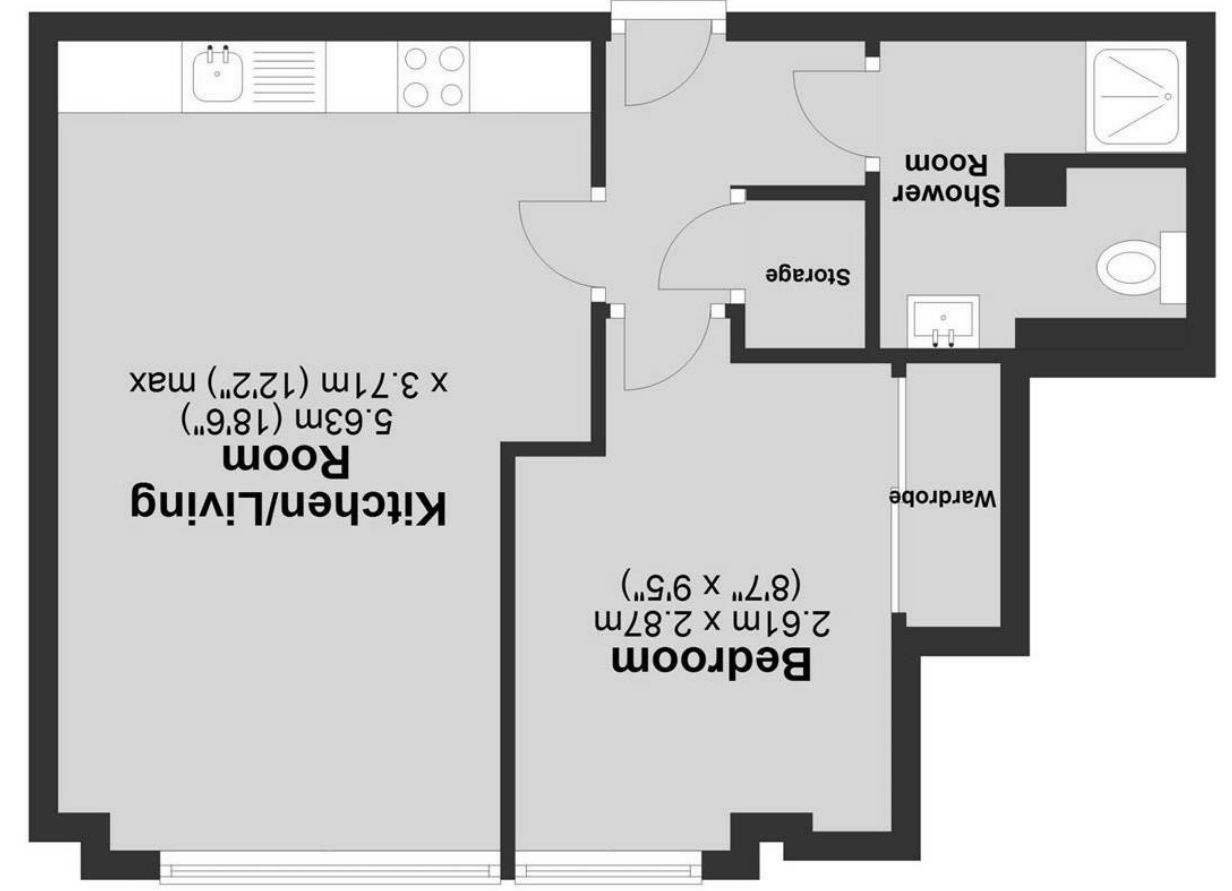 Bedroom
2.61m x 2.87m
(8'7" x 9'5")
Kitchen/Living
Room
5.63m (18'6")
x 3.71m (12'2") max
Wardrobe
Storage
Shower
Room